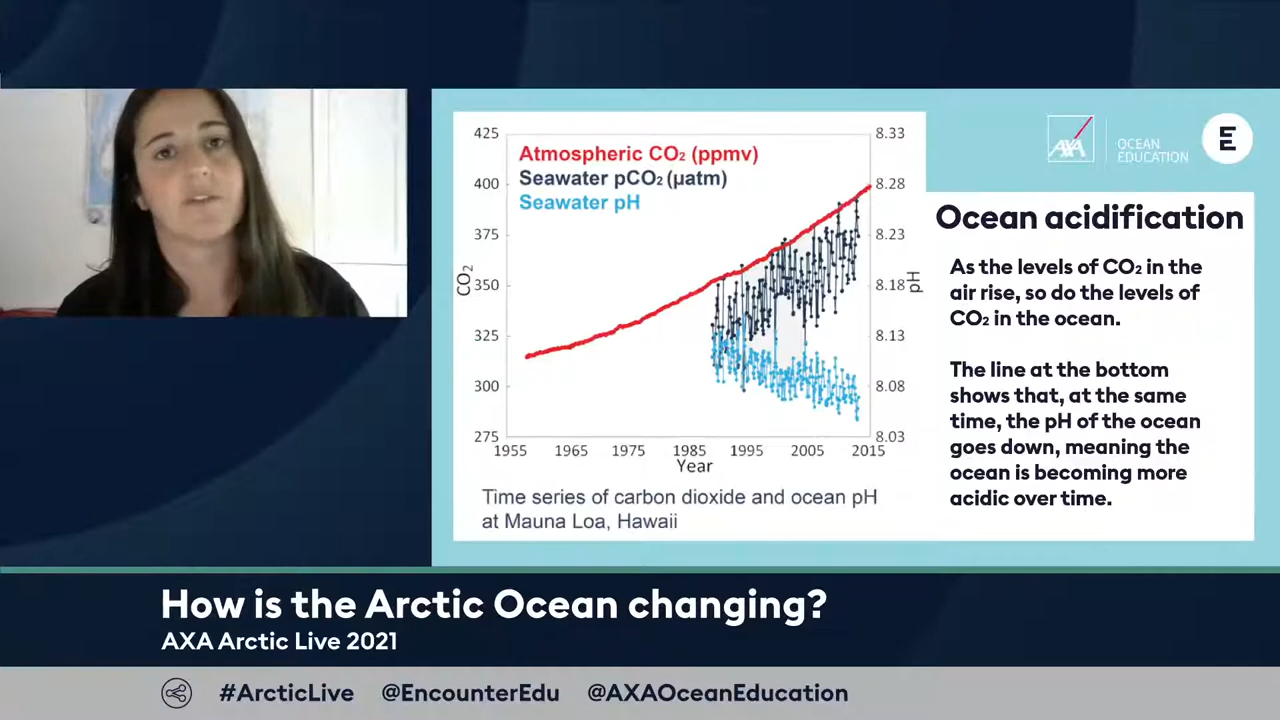 425
400
375
350
325
300
275
CO₂
Atmospheric CO₂ (ppmv)
Seawater pCO₂ (µatm)
Seawater pH
8.33
8.28
8.23
8.18
8.13
8.08
8.03
pH
1955 1965 1975 1985 1995 2005 2015
Year
Time series of carbon dioxide and ocean pH
at Mauna Loa, Hawaii
AXA
OCEAN
EDUCATION
E
Ocean acidification
As the levels of CO₂ in the
air rise, so do the levels of
CO₂ in the ocean.
The line at the bottom
shows that, at the same
time, the pH of the ocean
goes down, meaning the
ocean is becoming more
acidic over time.
How is the Arctic Ocean changing?
AXA Arctic Live 2021
#ArcticLive @EncounterEdu @AXAOceanEducation